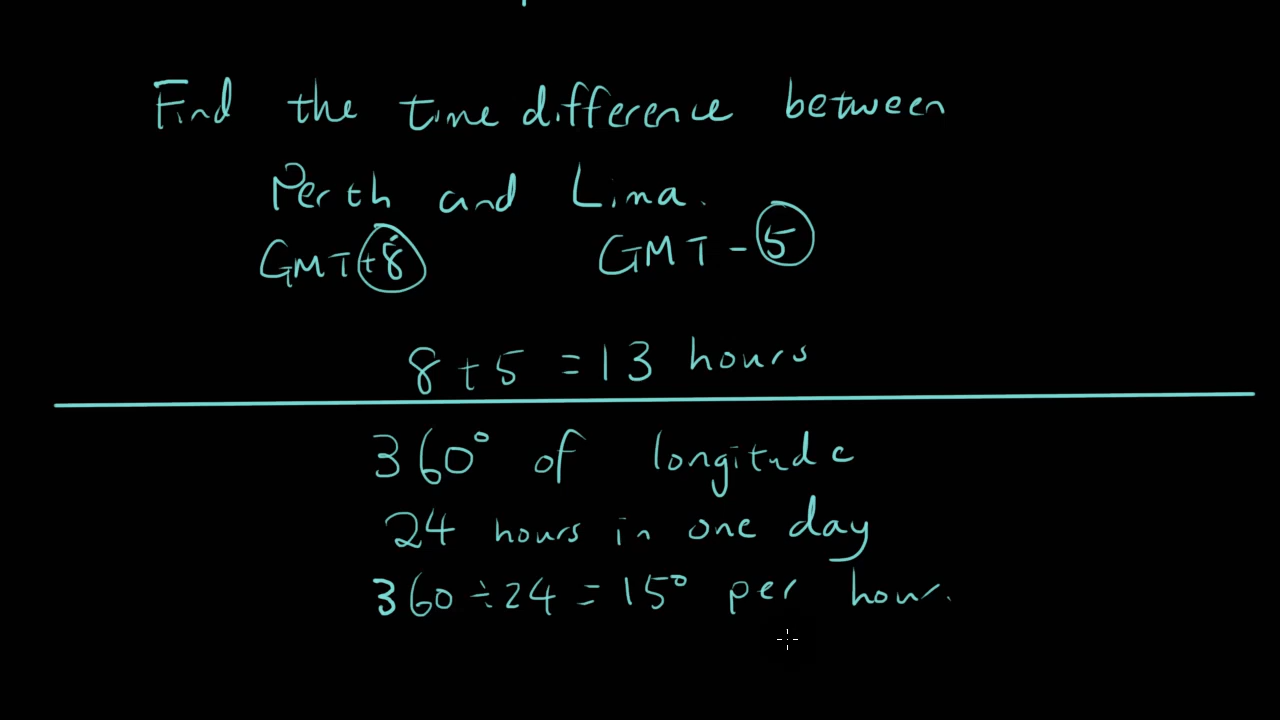 Find the time difference between
Perth and Lima.
GMT+8 GMT-5
8+5 =13 hours
360° of longitude
24 hours in one day
360÷24 = 15° per hour.